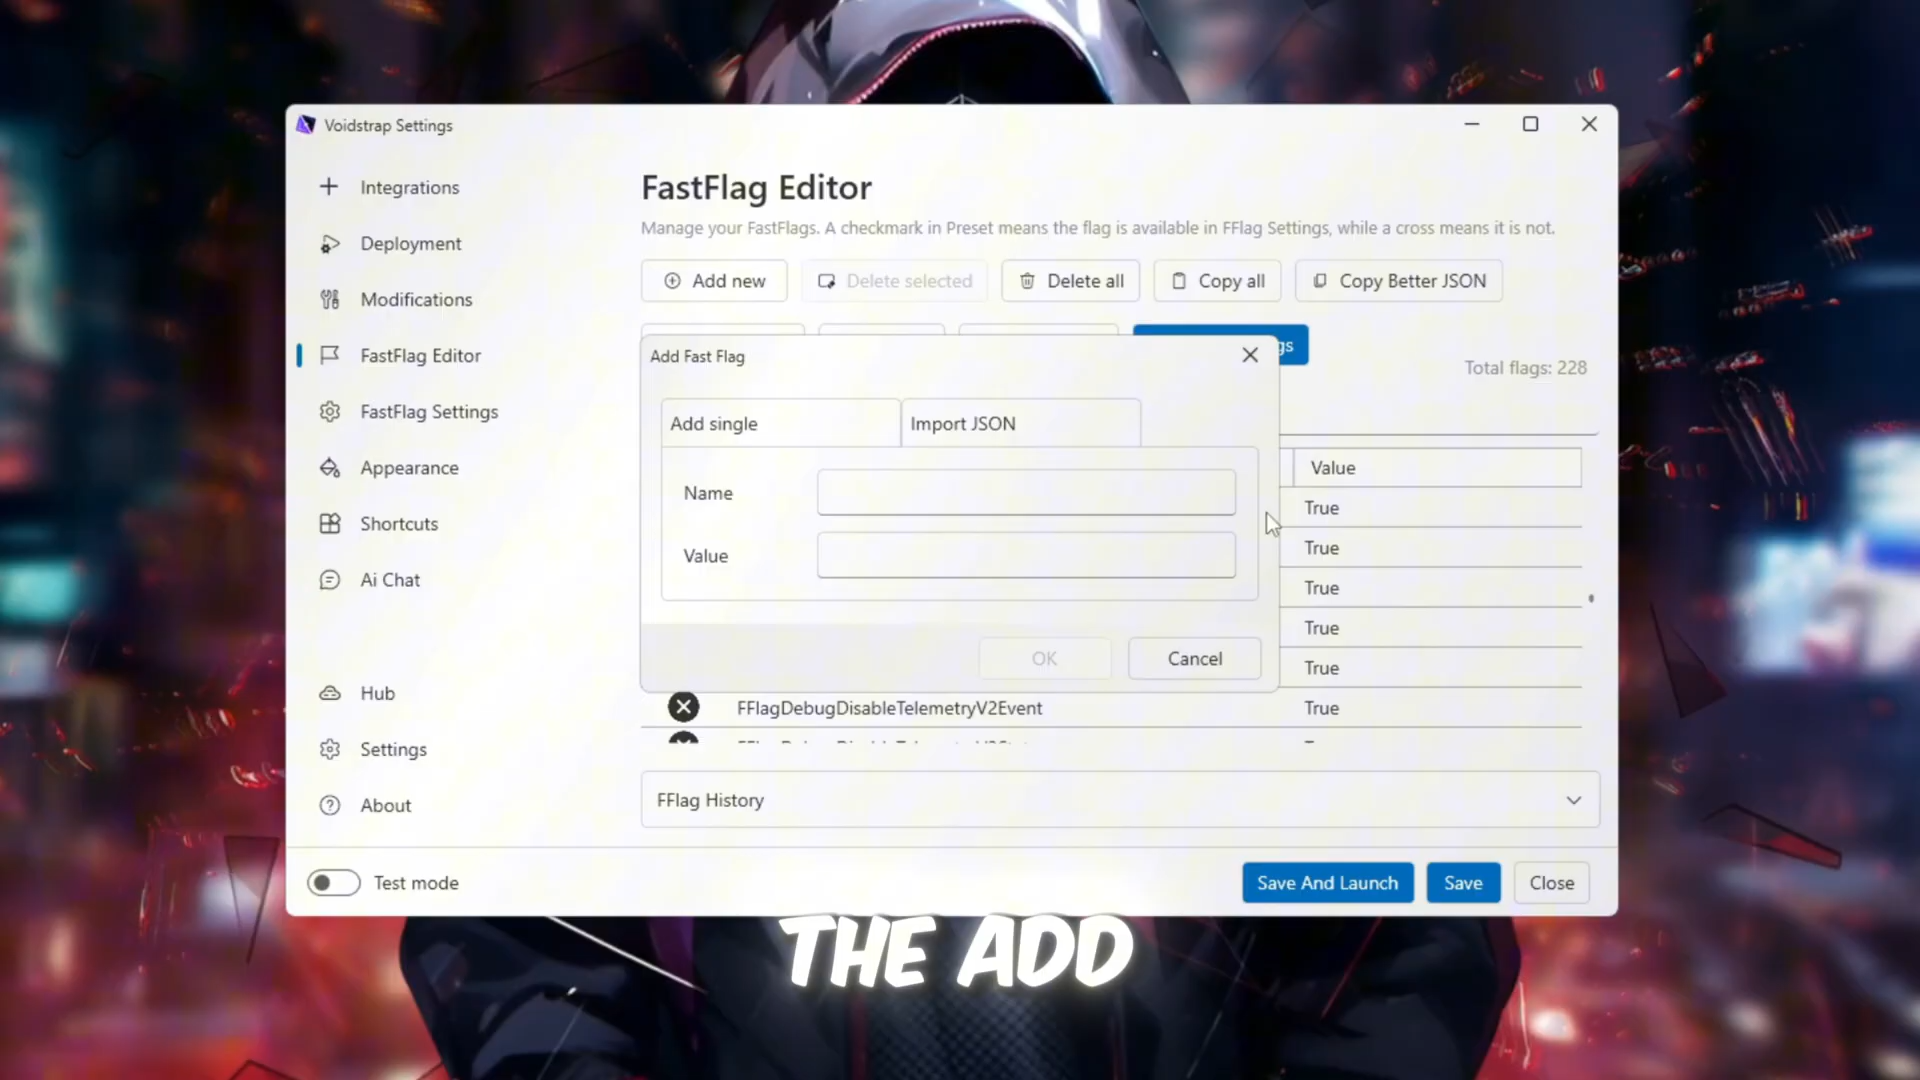 Voidstrap Settings
Integrations
Deployment
Modifications
FastFlag Editor
FastFlag Settings
Appearance
Shortcuts
Ai Chat
Hub
Settings
About
Test mode
FastFlag Editor
Manage your FastFlags. A checkmark in Preset means the flag is available in FFlag Settings, while a cross means it is not.
Add new
Delete selected
Delete all
Copy all
Copy Better JSON
gs
Total flags: 228
Add Fast Flag
Add single
Import JSON
Name
Value
OK
Cancel
Value
True
True
True
True
True
FFlagDebugDisableTelemetryV2Event
True
FFlag History
Save And Launch
Save
Close
THE ADD